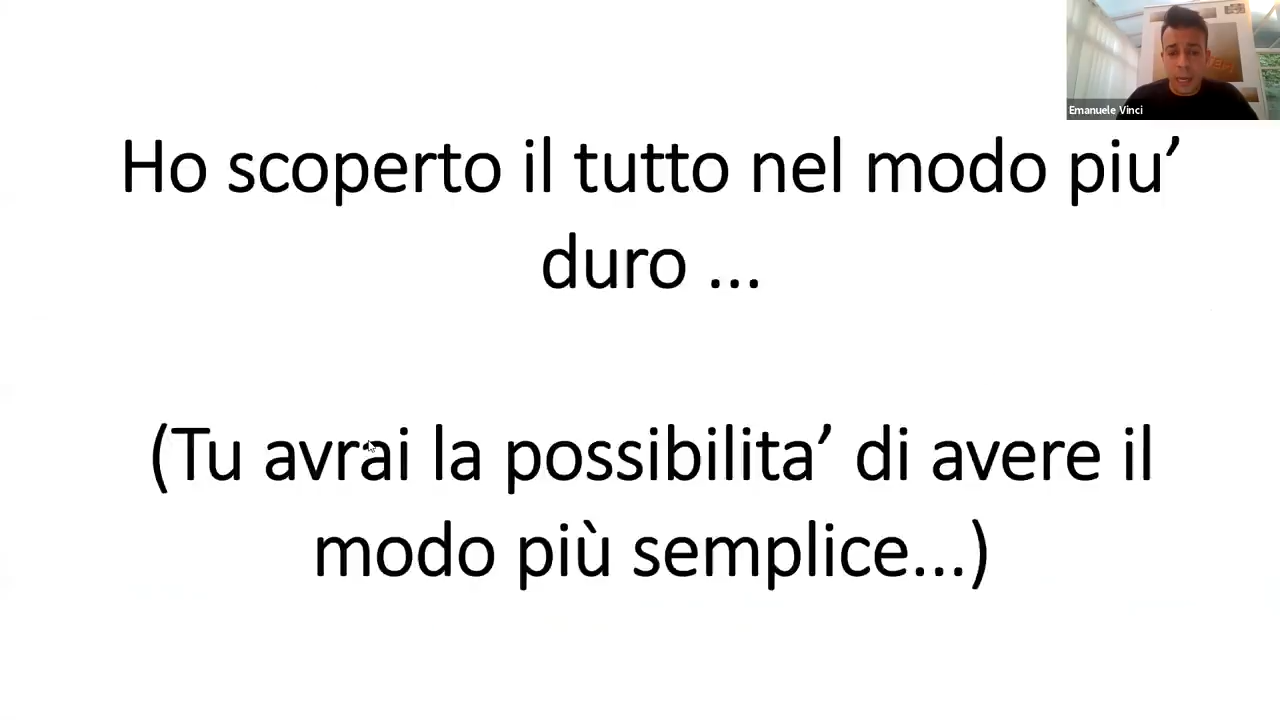 Emanuele Vinci
Ho scoperto il tutto nel modo piu’
duro ...
(Tu avrai la possibilita’ di avere il
modo più semplice...)